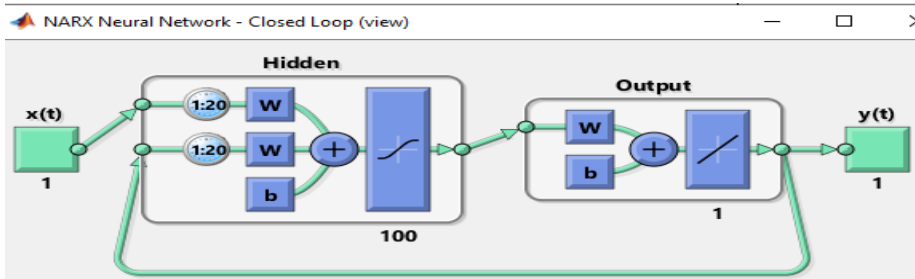 NARX Neural Network - Closed Loop (view)
Hidden
Output
x(t)
y(t)
1:20
W
W
1:20
W
b
b
1
1
1
100